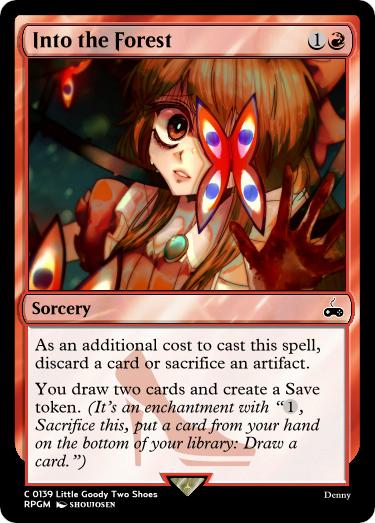 Into the Forest
1
Sorcery
As an additional cost to cast this spell,
discard a card or sacrifice an artifact.
You draw two cards and create a Save
token. (It's an enchantment with “1,
Sacrifice this, put a card from your hand
on the bottom of your library: Draw a
card.”)
C 0139 Little Goody Two Shoes
RPGM SHOUJOSEN
Denny